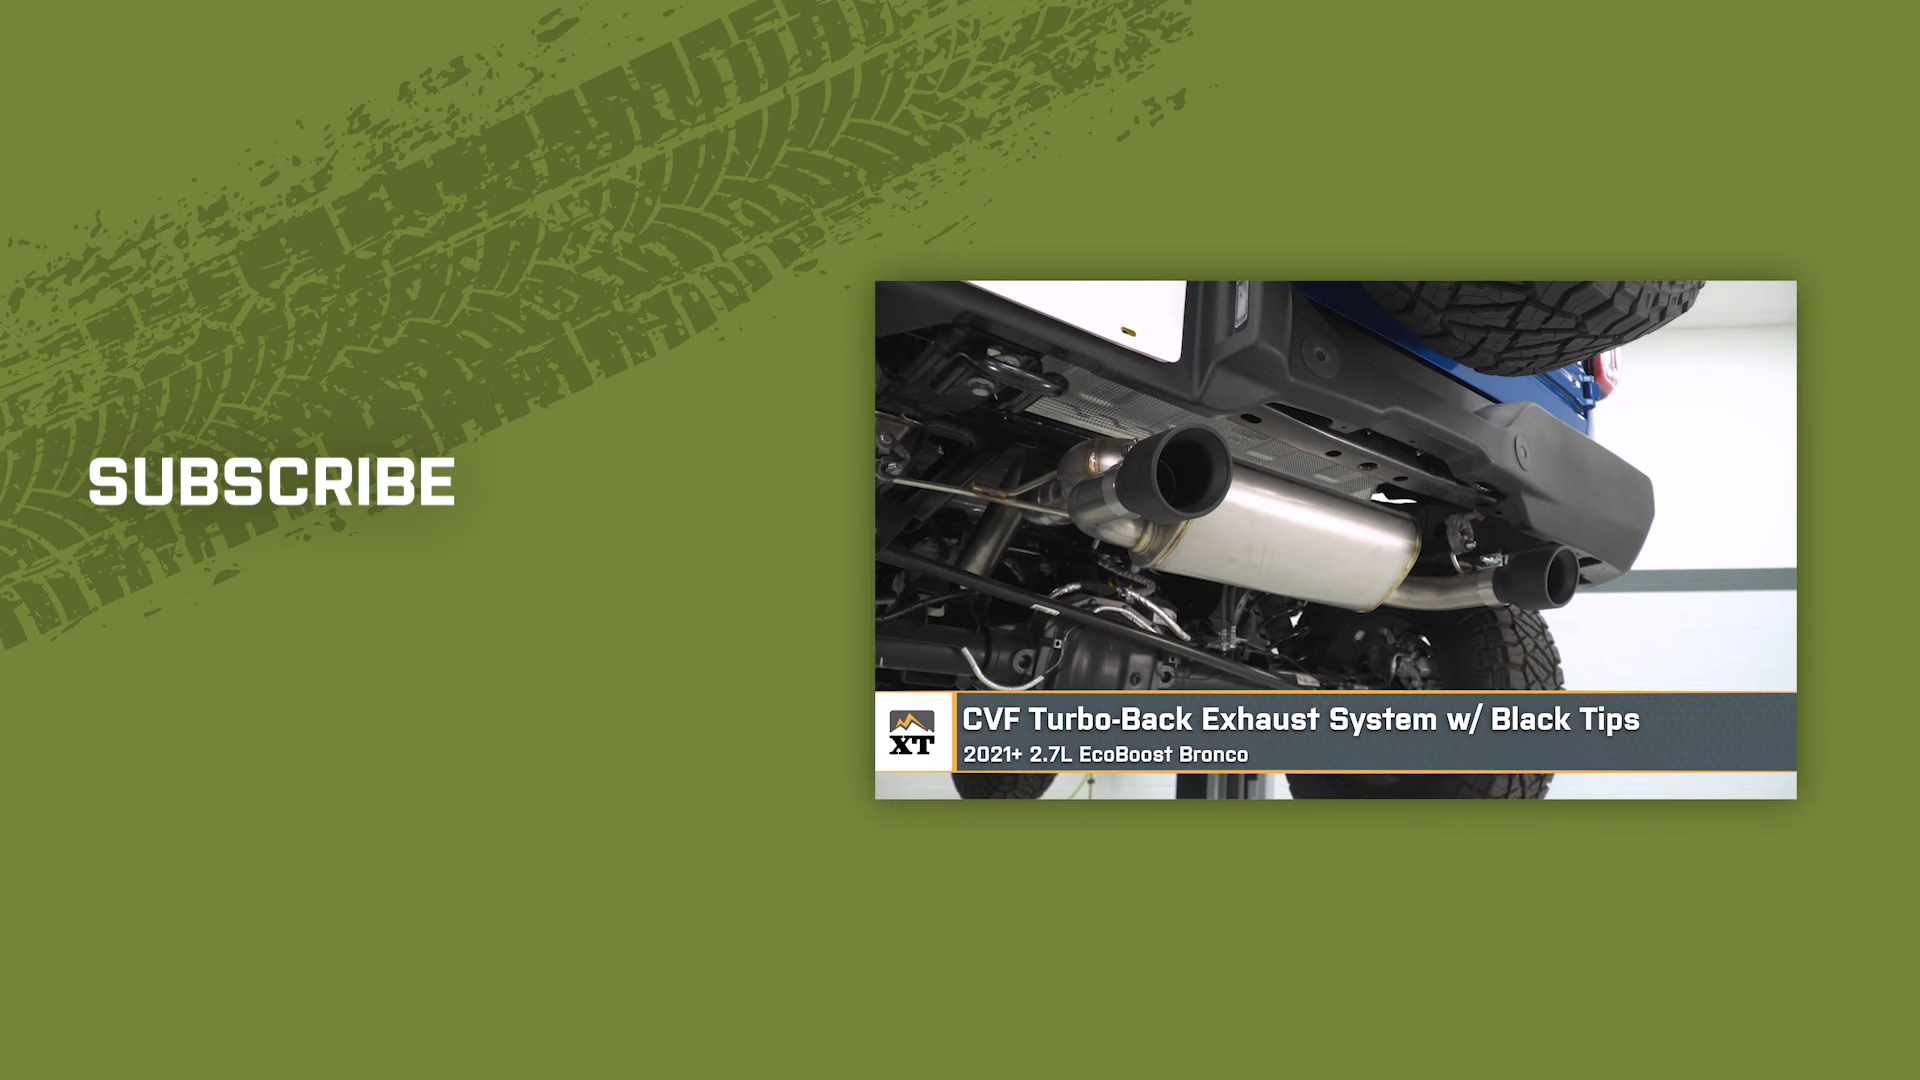 SUBSCRIBE
CVF Turbo-Back Exhaust System w/ Black Tips
XT
2021+ 2.7L EcoBoost Bronco